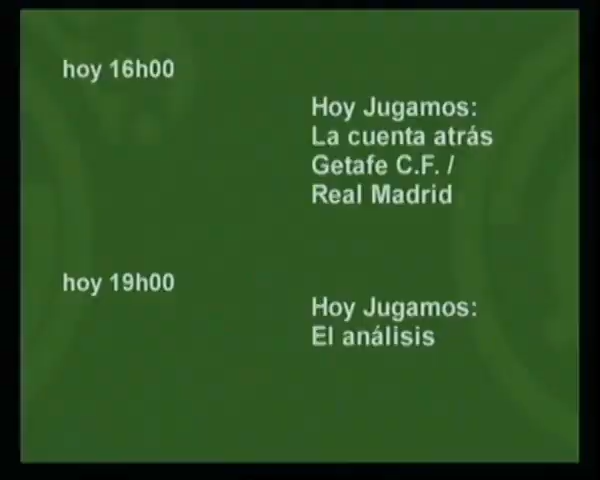 hoy 16h00
Hoy Jugamos:
La cuenta atrás
Getafe C.F. /
Real Madrid
hoy 19h00
Hoy Jugamos:
El análisis